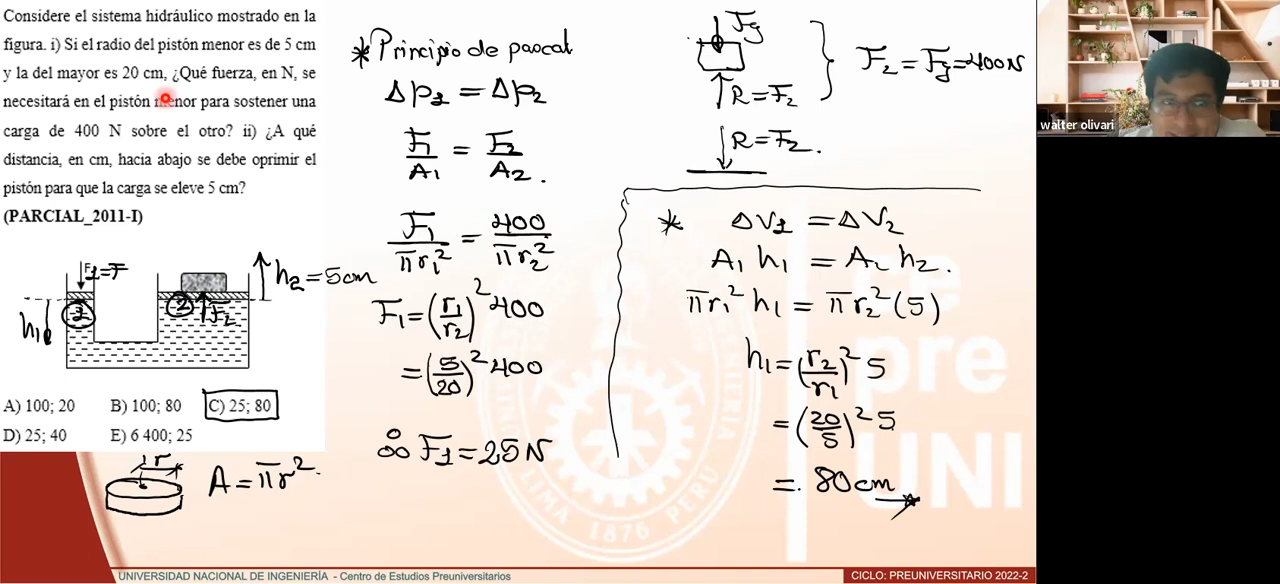 Considere el sistema hidráulico mostrado en la
figura. i) Si el radio del pistón menor es de 5 cm
y la del mayor es 20 cm, ¿Qué fuerza, en N, se
necesitará en el pistón menor para sostener una
carga de 400 N sobre el otro? ii) ¿A qué
distancia, en cm, hacia abajo se debe oprimir el
pistón para que la carga se eleve 5 cm?
(PARCIAL_2011-I)
F1=F
h2=5cm
1
2
F2
h1
A) 100; 20 B) 100; 80 C) 25; 80
D) 25; 40 E) 6 400; 25
r
A = πr²
* Principio de pascal
Δp1 = Δp2
F1/A1 = F2/A2.
F1/πr1² = 400/πr2²
F1 = (r1/r2)² 400
= (5/20)² 400
∴ F1 = 25N
Fg
R = F2
F2 = Fg = 400N
R = F2.
* ΔV1 = ΔV2
A1 h1 = A2 h2.
πr1² h1 = πr2² (5)
h1 = (r2/r1)² 5
= (20/5)² 5
= 80cm
walter olivari
ce
pre
UNI
LIMA PERU
1876
UNIVERSIDAD NACIONAL DE INGENIERÍA - Centro de Estudios Preuniversitarios
CICLO: PREUNIVERSITARIO 2022-2